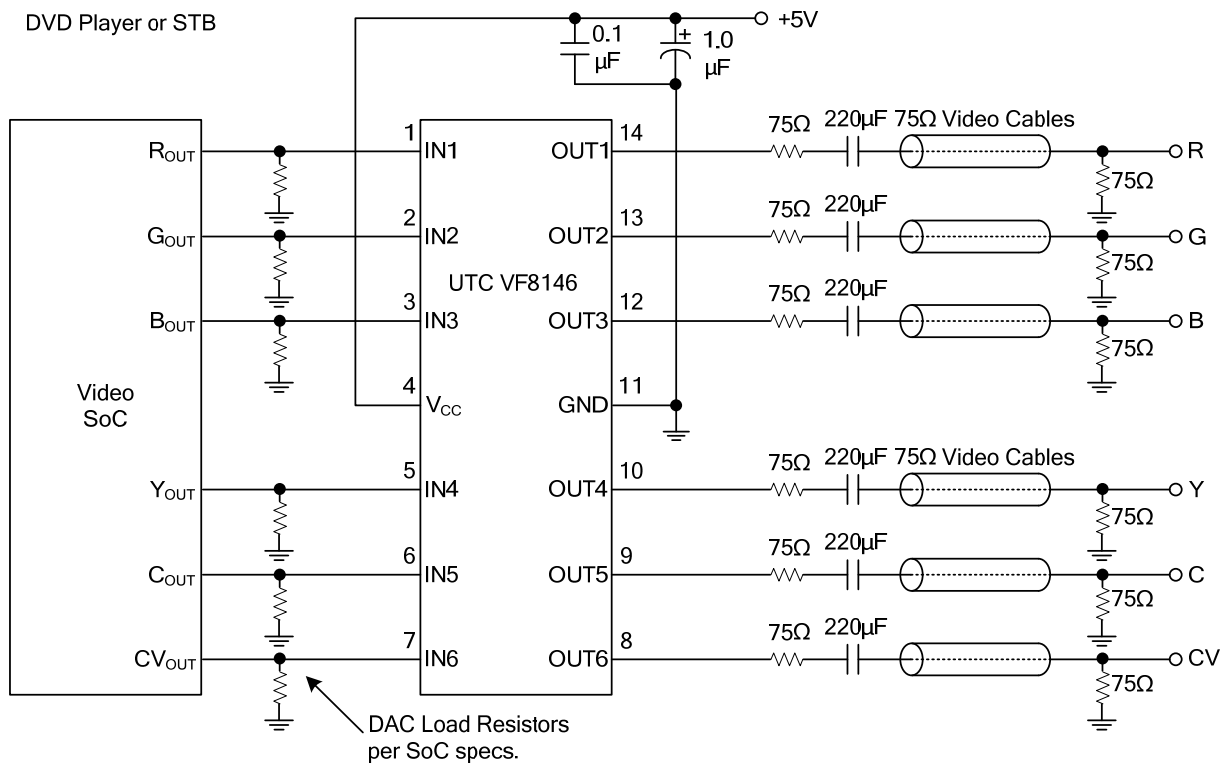 DVD Player or STB
+5V
0.1
µF
+
1.0
µF
75Ω 220µF 75Ω Video Cables
ROUT 1 IN1 OUT1 14 R
75Ω
75Ω 220µF
GOUT 2 IN2 OUT2 13 G
75Ω
UTC VF8146
75Ω 220µF
BOUT 3 IN3 OUT3 12 B
75Ω
Video
SoC
4 VCC GND 11
75Ω 220µF 75Ω Video Cables
YOUT 5 IN4 OUT4 10 Y
75Ω
75Ω 220µF
COUT 6 IN5 OUT5 9 C
75Ω
75Ω 220µF
CVOUT 7 IN6 OUT6 8 CV
75Ω
DAC Load Resistors
per SoC specs.